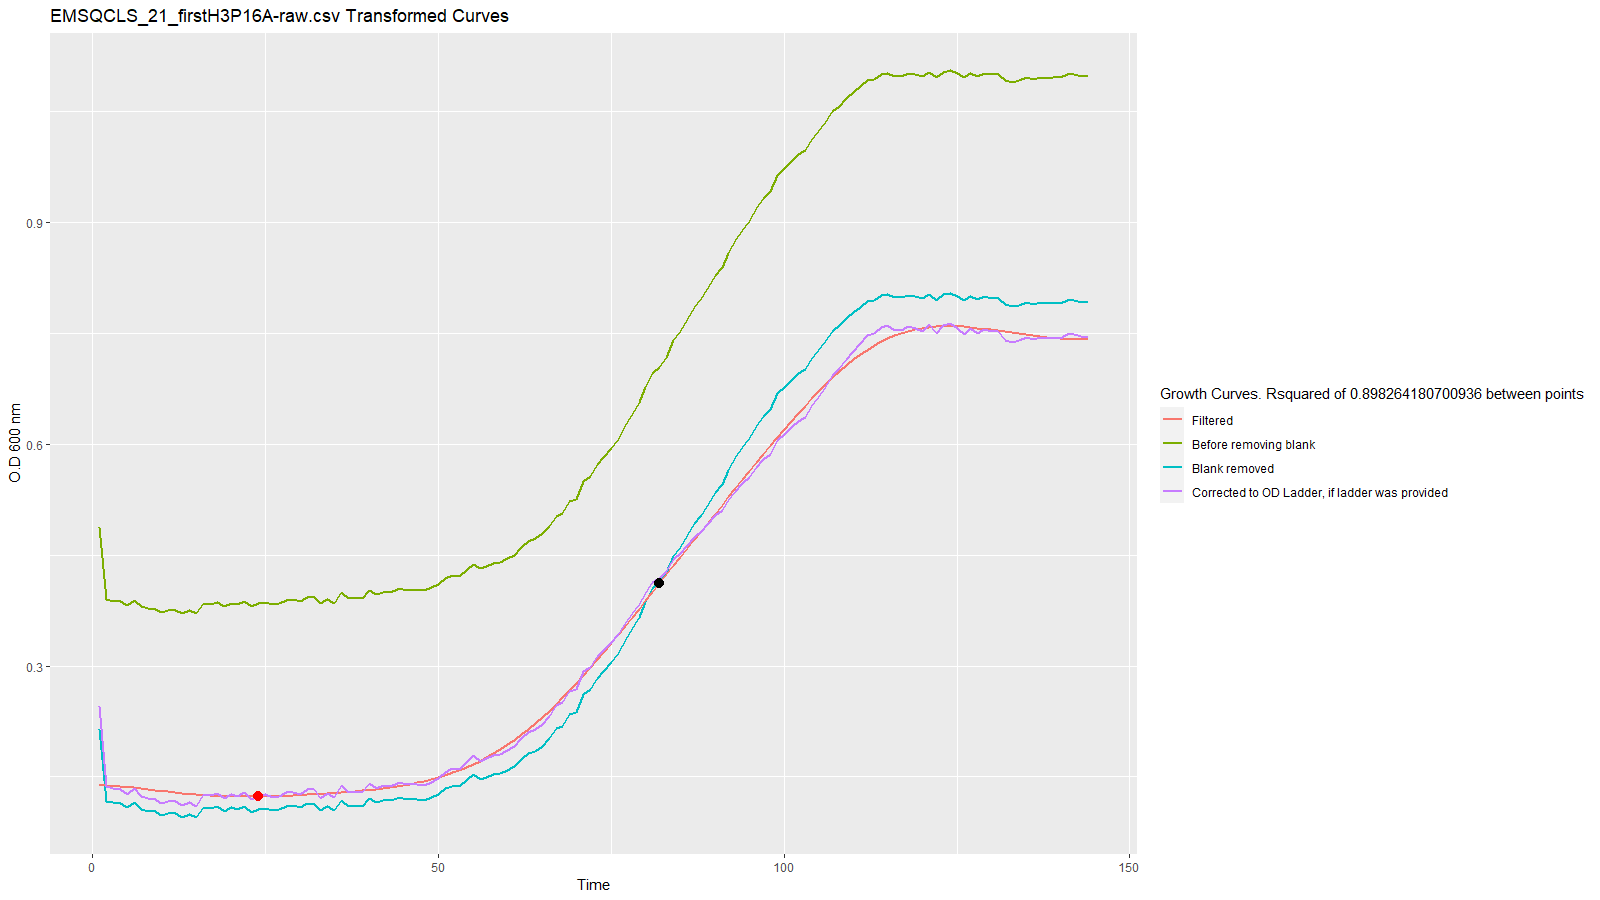 EMSQCLS_21_firstH3P16A-raw.csv Transformed Curves
O.D 600 nm
0.9
0.6
0.3
0
50
100
150
Time
Growth Curves. Rsquared of 0.898264180700936 between points
Filtered
Before removing blank
Blank removed
Corrected to OD Ladder, if ladder was provided